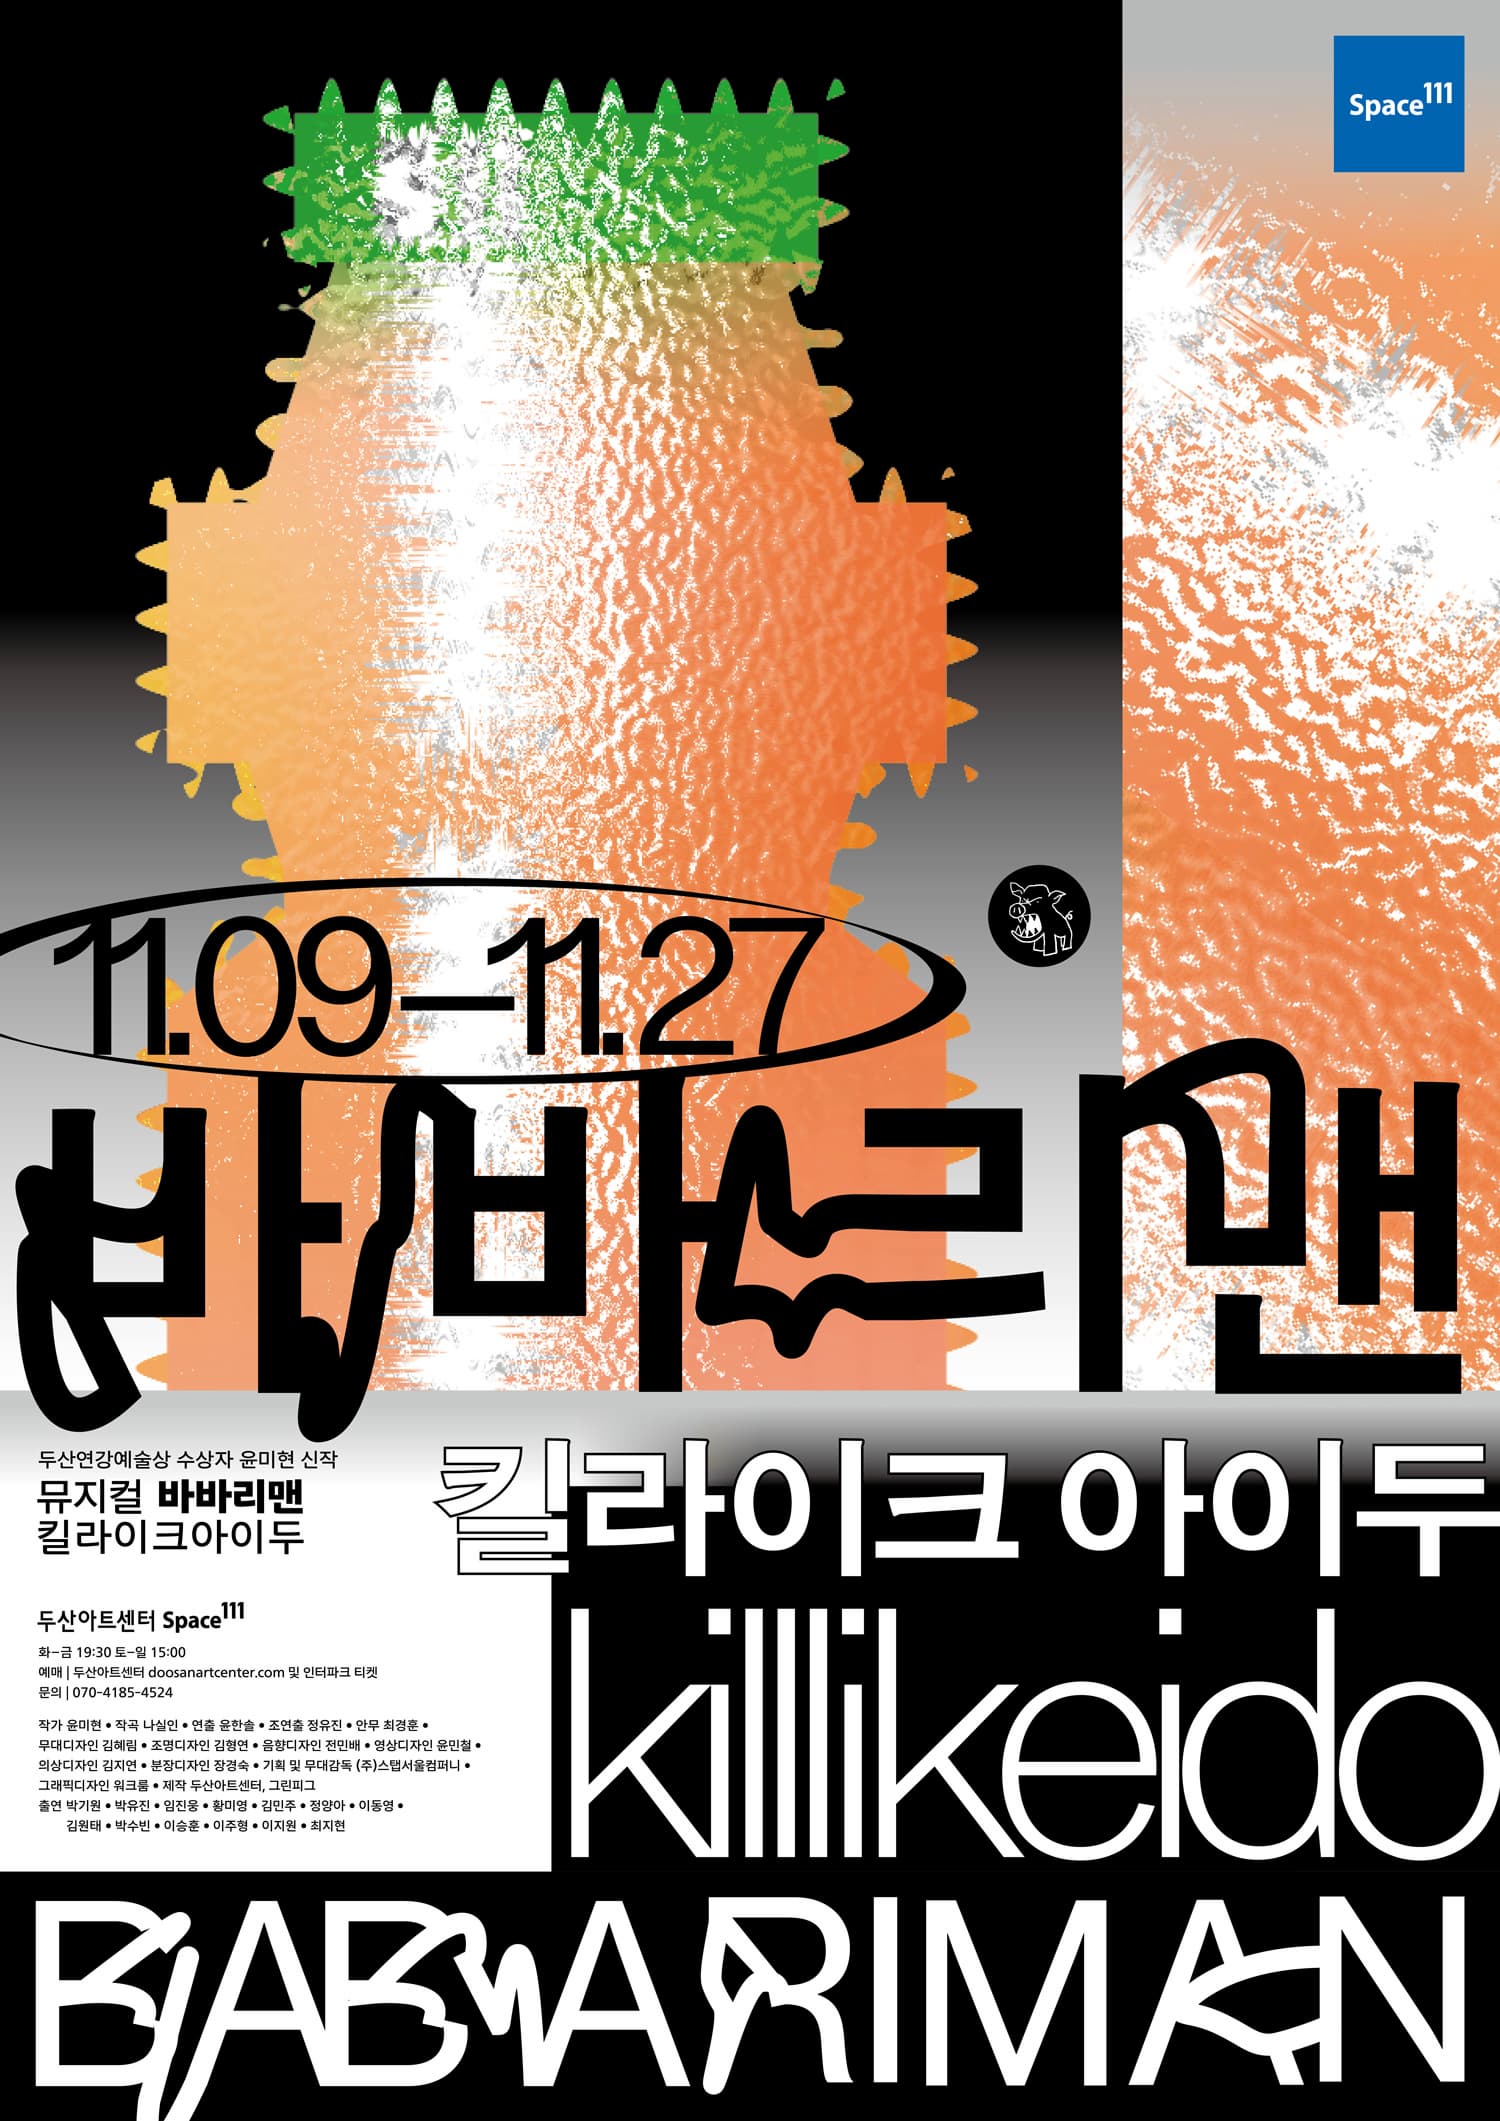 Space111
11.09–11.27
바바리맨
킬라이크 아이두
killlikeido
BABARIMAN
두산연강예술상 수상자 윤미현 신작
뮤지컬 바바리맨
킬라이크아이두
두산아트센터 Space111
화–금 19:30 토–일 15:00
예매 | 두산아트센터 doosanartcenter.com 및 인터파크 티켓
문의 | 070-4185-4524
작가 윤미현 • 작곡 나실인 • 연출 윤한솔 • 조연출 정유진 • 안무 최경훈 •
무대디자인 김혜림 • 조명디자인 김형연 • 음향디자인 전민배 • 영상디자인 윤민철 •
의상디자인 김지연 • 분장디자인 장경숙 • 기획 및 무대감독 (주)스탭서울컴퍼니 •
그래픽디자인 워크룸 • 제작 두산아트센터, 그린피그
출연 박기원 • 박유진 • 임진웅 • 황미영 • 김민주 • 정양아 • 이동영 •
김원태 • 박수빈 • 이승훈 • 이주형 • 이지원 • 최지현